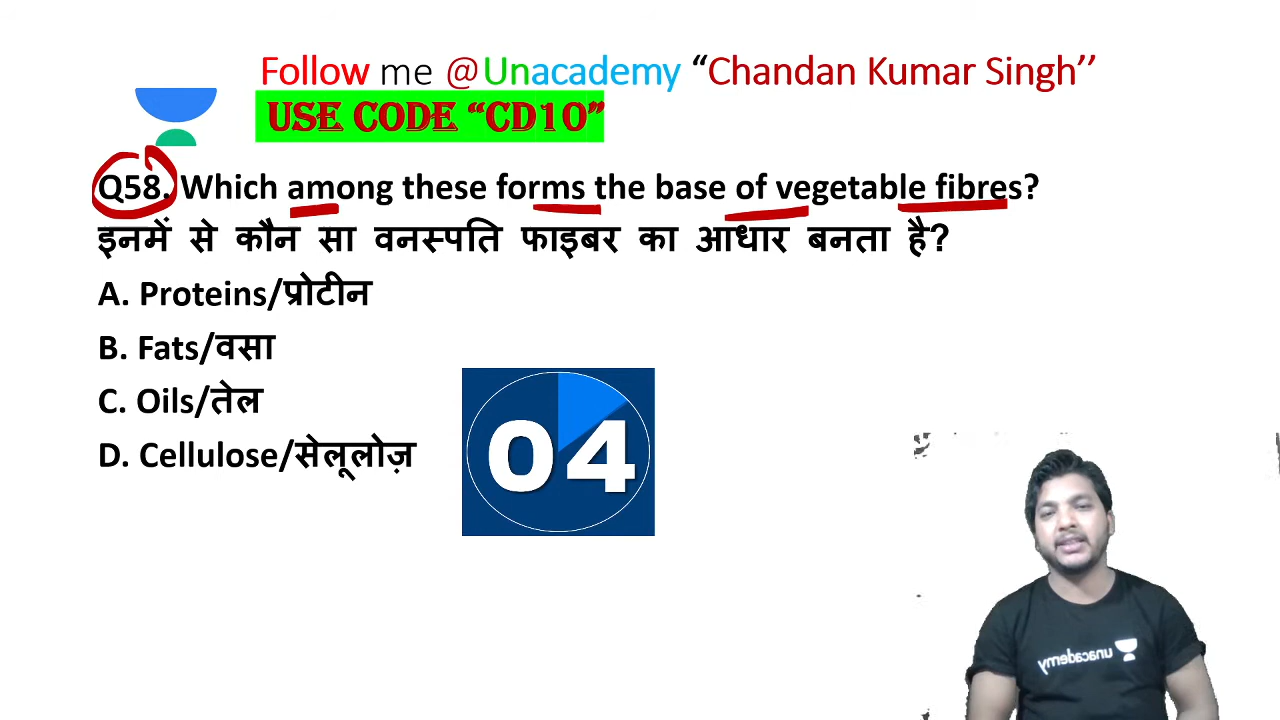 Follow me @Unacademy “Chandan Kumar Singh’’
USE CODE “CD10”
Q58. Which among these forms the base of vegetable fibres?
इनमें से कौन सा वनस्पति फाइबर का आधार बनता है?
A. Proteins/प्रोटीन
B. Fats/वसा
C. Oils/तेल
D. Cellulose/सेलूलोज़
04
unacademy